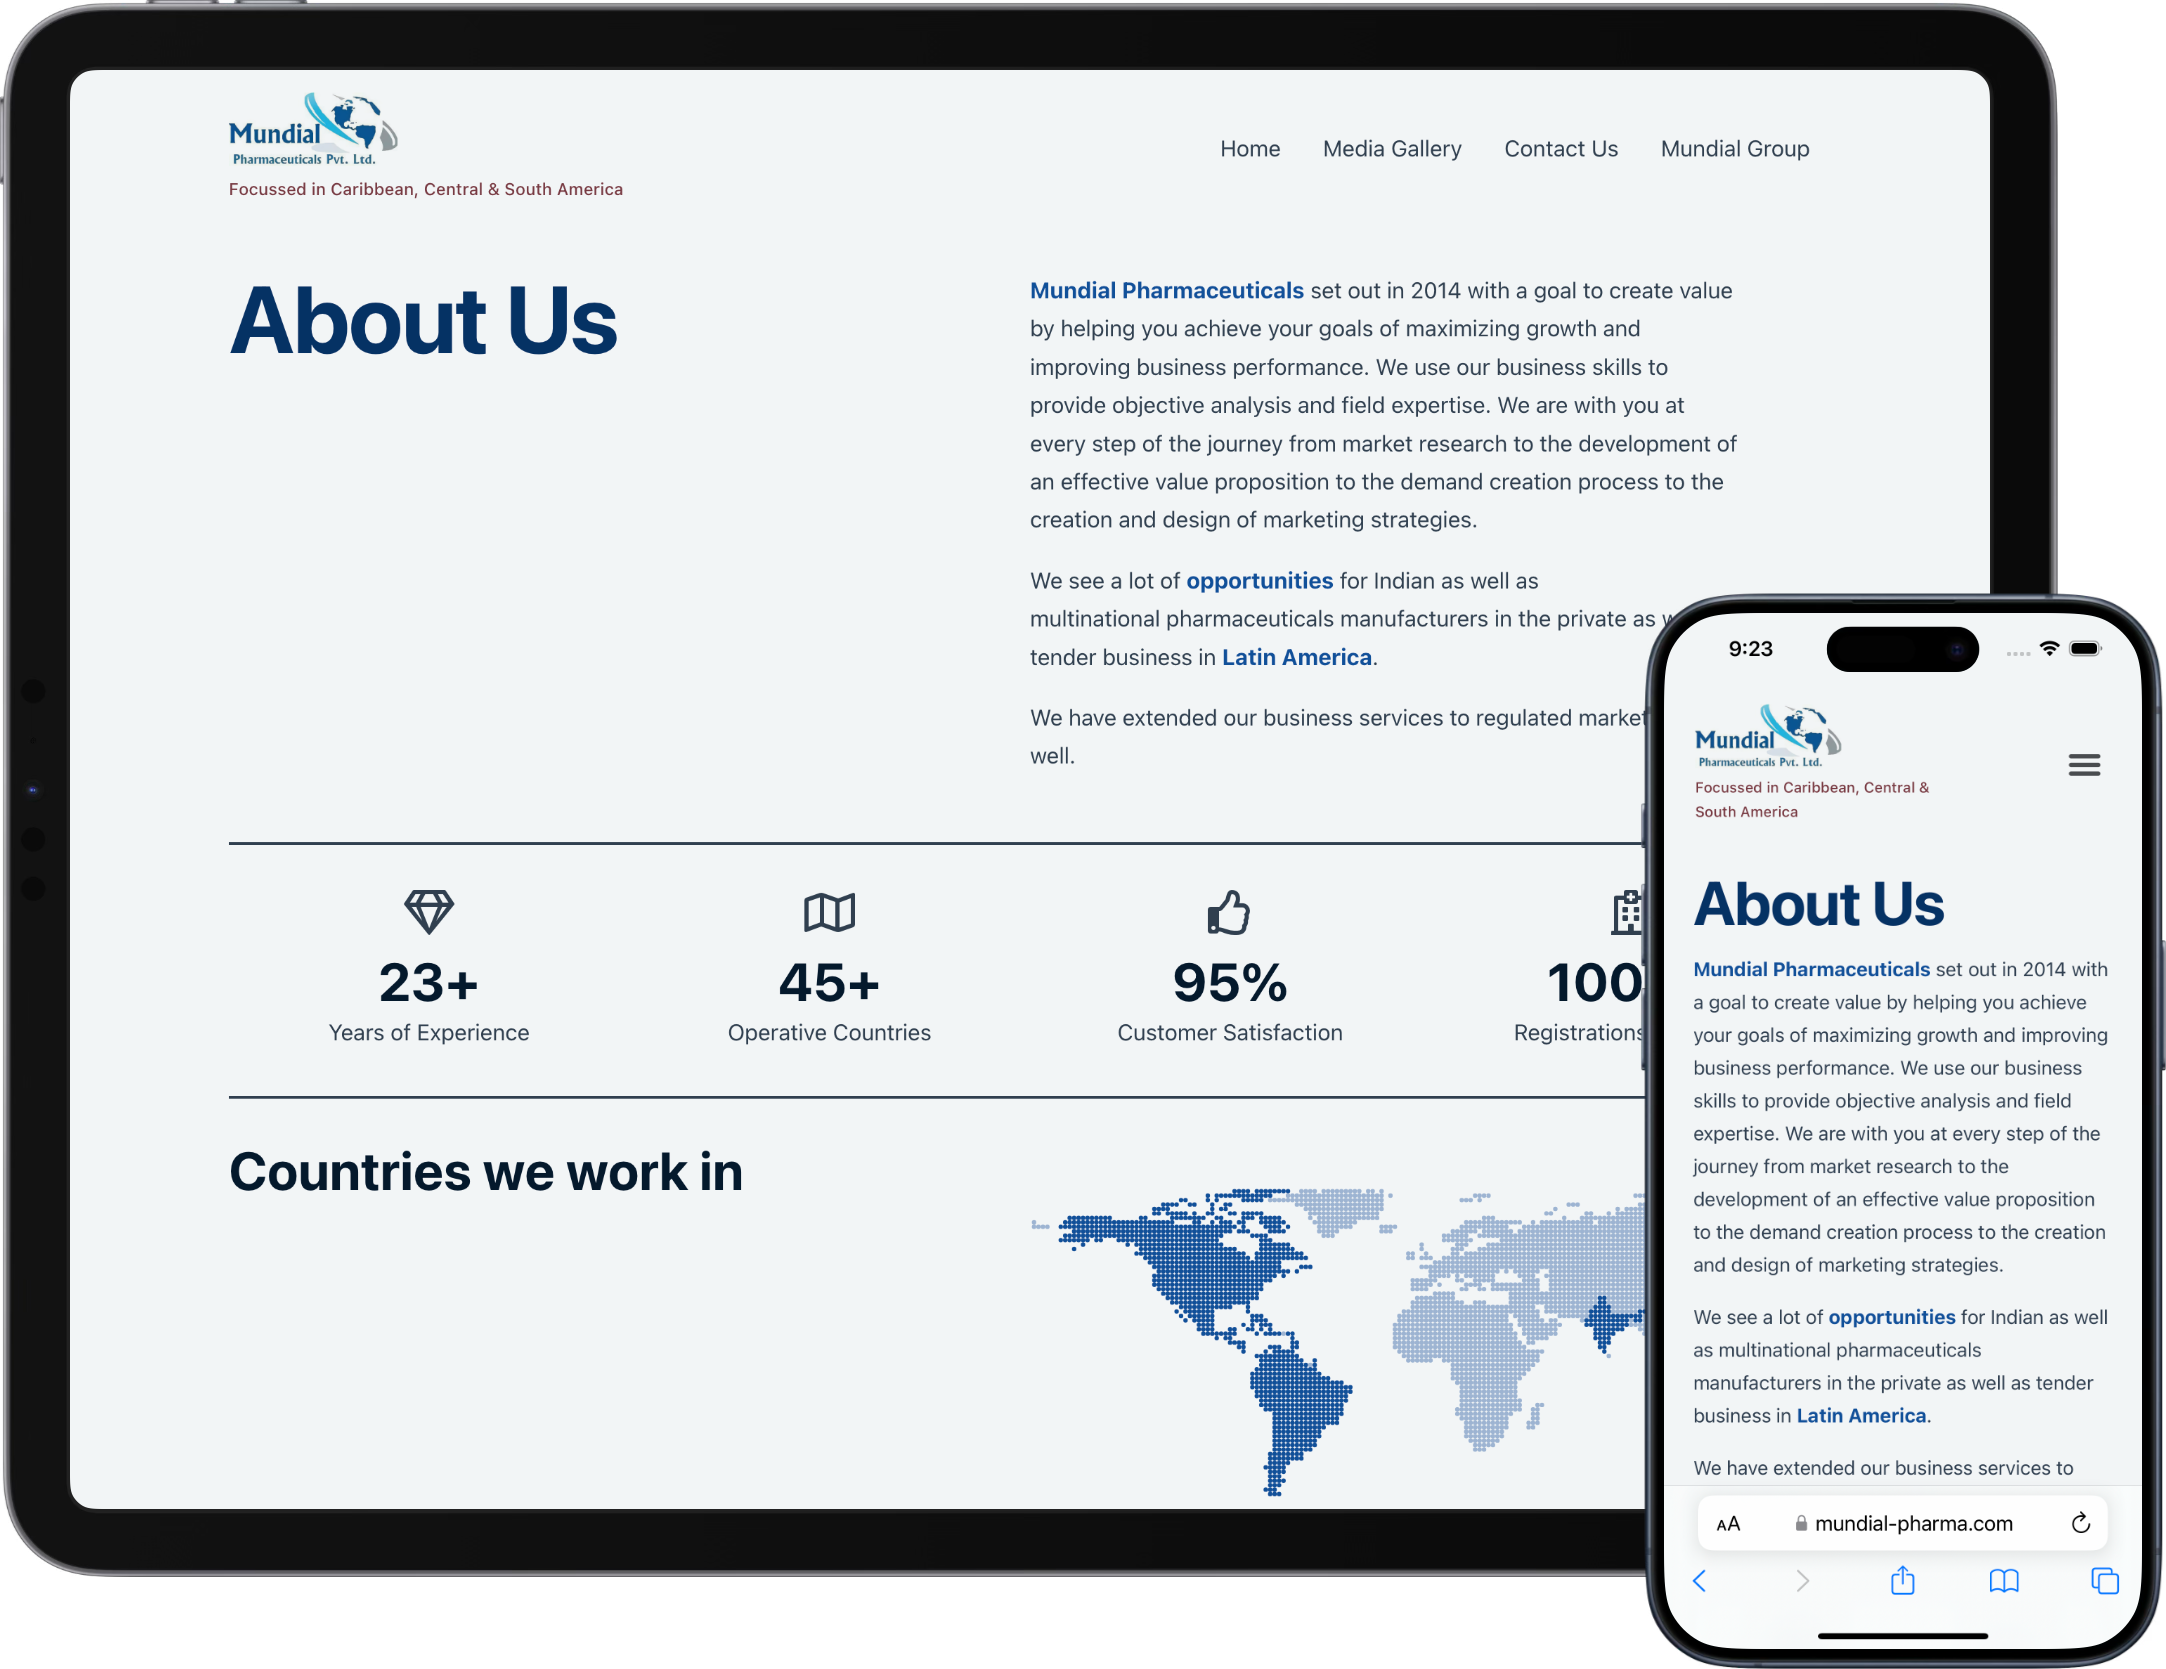 Mundial
Pharmaceuticals Pvt. Ltd.
Focussed in Caribbean, Central & South America
Home Media Gallery Contact Us Mundial Group
About Us
Mundial Pharmaceuticals set out in 2014 with a goal to create value
by helping you achieve your goals of maximizing growth and
improving business performance. We use our business skills to
provide objective analysis and field expertise. We are with you at
every step of the journey from market research to the development of
an effective value proposition to the demand creation process to the
creation and design of marketing strategies.
We see a lot of opportunities for Indian as well as
multinational pharmaceuticals manufacturers in the private as
tender business in Latin America.
We have extended our business services to regulated market
well.
23+
Years of Experience
45+
Operative Countries
95%
Customer Satisfaction
100
Registrations
Countries we work in
9:23
Mundial
Pharmaceuticals Pvt. Ltd.
Focussed in Caribbean, Central &
South America
About Us
Mundial Pharmaceuticals set out in 2014 with
a goal to create value by helping you achieve
your goals of maximizing growth and improving
business performance. We use our business
skills to provide objective analysis and field
expertise. We are with you at every step of the
journey from market research to the
development of an effective value proposition
to the demand creation process to the creation
and design of marketing strategies.
We see a lot of opportunities for Indian as well
as multinational pharmaceuticals
manufacturers in the private as well as tender
business in Latin America.
We have extended our business services to
AA mundial-pharma.com